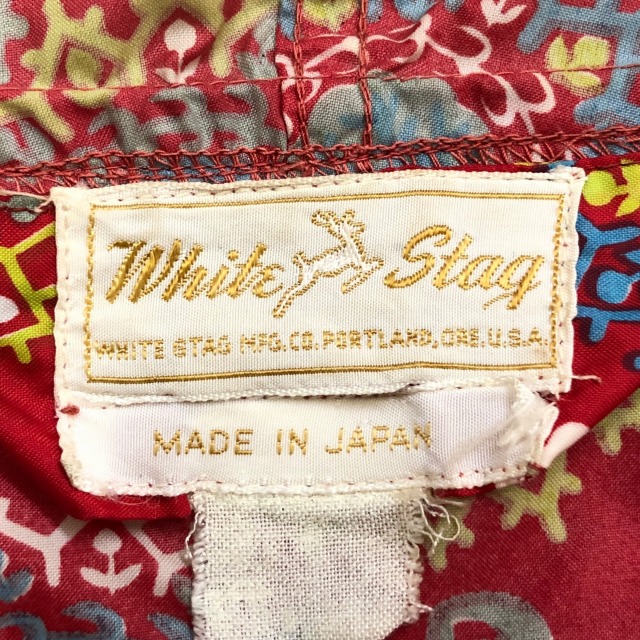 White Stag
WHITE STAG MFG.CO.PORTLAND,ORE.U.S.A.
MADE IN JAPAN